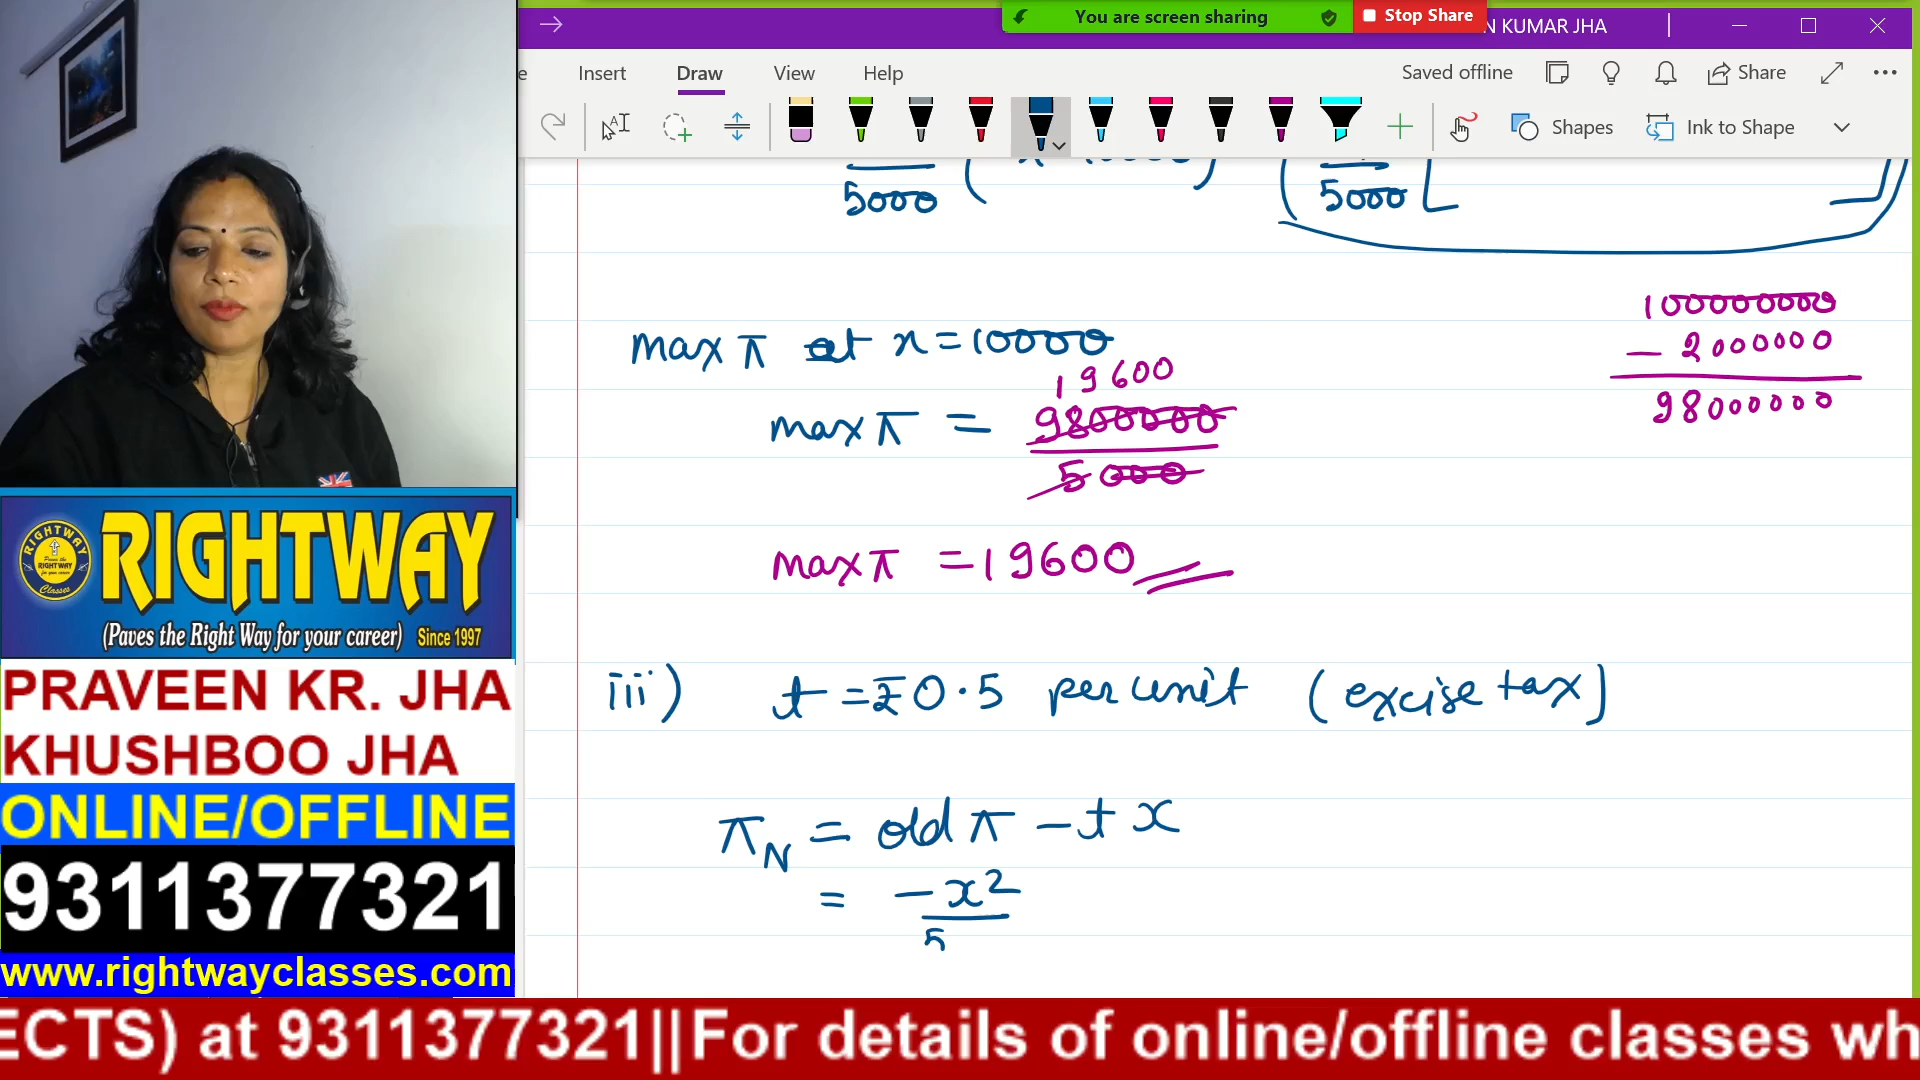 You are screen sharing
Stop Share
N KUMAR JHA
e Insert Draw View Help
Saved offline
Share
Shapes
Ink to Shape
5000
5000
100000000
− 2000000
98000000
max π at x = 10000
19600
max π = 9800000
5000
max π = 19600
iii) t = ₹0.5 per unit (excise tax)
πN = old π − t x
= −x²
5
RIGHTWAY
RIGHTWAY
Classes
(Paves the Right Way for your career) Since 1997
PRAVEEN KR. JHA
KHUSHBOO JHA
ONLINE/OFFLINE
9311377321
www.rightwayclasses.com
ECTS) at 9311377321||For details of online/offline classes wh